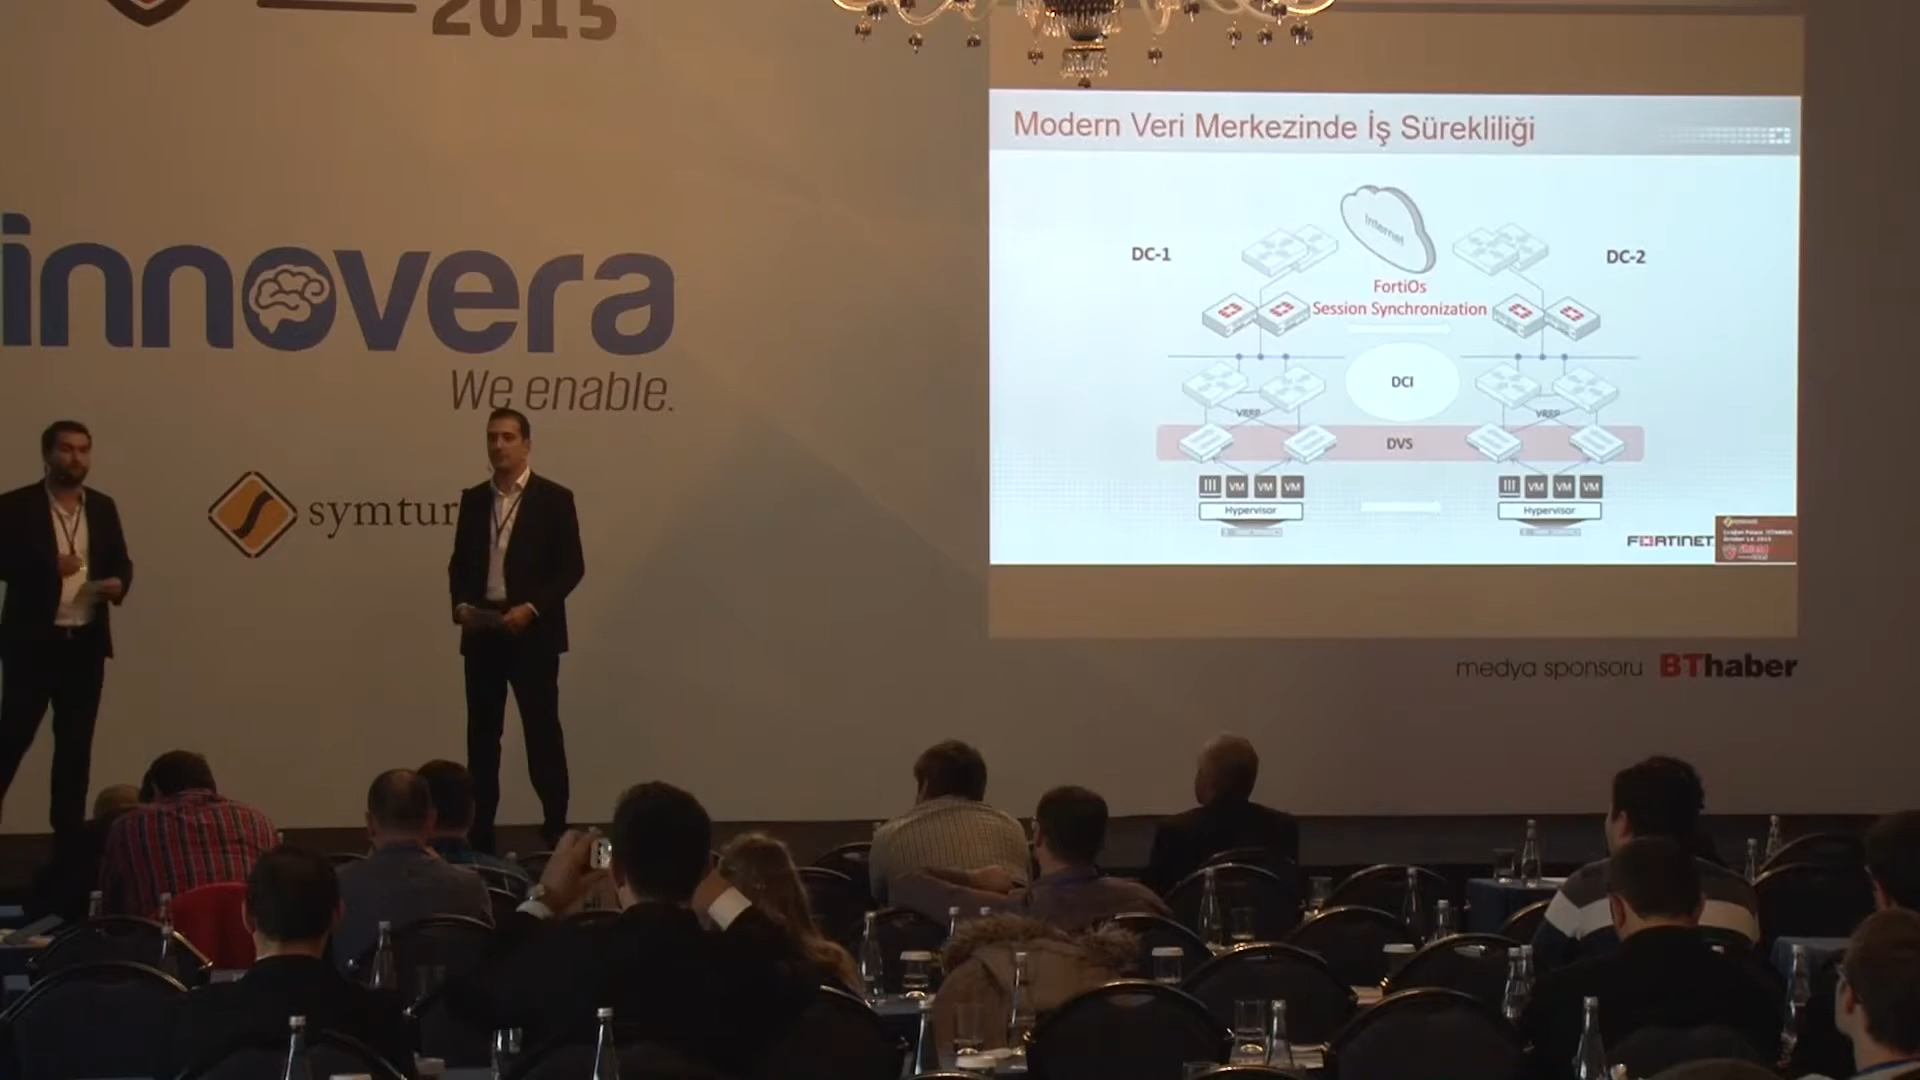 2015
innovera
We enable.
symtur
Modern Veri Merkezinde İş Sürekliliği
Internet
DC-1
DC-2
FortiOs
Session Synchronization
DCI
VRRP
VRRP
DVS
VM VM VM
VM VM VM
Hypervisor
Hypervisor
FORTINET
medya sponsoru BThaber